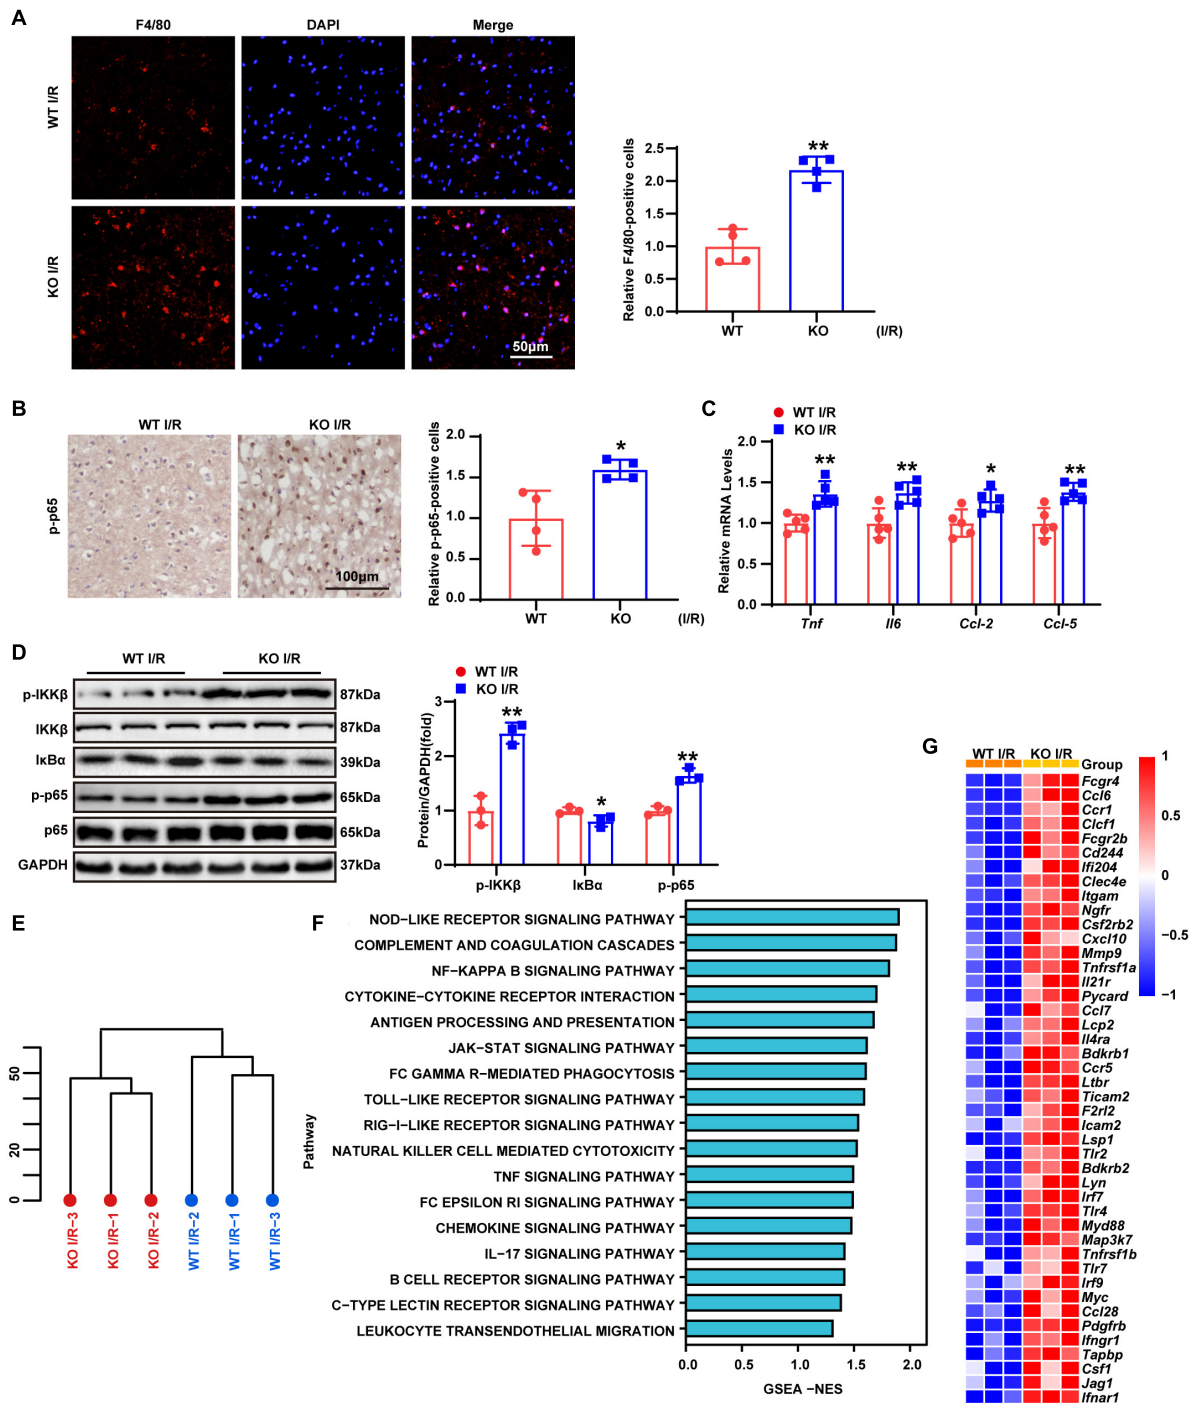 A
F4/80
DAPI
Merge
WT I/R
KO I/R
50μm
Relative F4/80-positive cells
2.5
2.0
1.5
1.0
0.5
0.0
**
WT
KO
(I/R)
B
WT I/R
KO I/R
p-p65
100μm
Relative p-p65-positive cells
2.0
1.5
1.0
0.5
0.0
*
WT
KO
(I/R)
C
WT I/R
KO I/R
Relative mRNA Levels
2.0
1.5
1.0
0.5
0.0
**
**
*
**
Tnf
Il6
Ccl-2
Ccl-5
D
WT I/R
KO I/R
p-IKKβ
87kDa
IKKβ
87kDa
IκBα
39kDa
p-p65
65kDa
p65
65kDa
GAPDH
37kDa
WT I/R
KO I/R
Protein/GAPDH(fold)
3
2
1
0
**
*
**
p-IKKβ
IκBα
p-p65
E
50
20
0
KO I/R−3
KO I/R−1
KO I/R−2
WT I/R−2
WT I/R−1
WT I/R−3
F
Pathway
NOD−LIKE RECEPTOR SIGNALING PATHWAY
COMPLEMENT AND COAGULATION CASCADES
NF−KAPPA B SIGNALING PATHWAY
CYTOKINE−CYTOKINE RECEPTOR INTERACTION
ANTIGEN PROCESSING AND PRESENTATION
JAK−STAT SIGNALING PATHWAY
FC GAMMA R−MEDIATED PHAGOCYTOSIS
TOLL−LIKE RECEPTOR SIGNALING PATHWAY
RIG−I−LIKE RECEPTOR SIGNALING PATHWAY
NATURAL KILLER CELL MEDIATED CYTOTOXICITY
TNF SIGNALING PATHWAY
FC EPSILON RI SIGNALING PATHWAY
CHEMOKINE SIGNALING PATHWAY
IL−17 SIGNALING PATHWAY
B CELL RECEPTOR SIGNALING PATHWAY
C−TYPE LECTIN RECEPTOR SIGNALING PATHWAY
LEUKOCYTE TRANSENDOTHELIAL MIGRATION
0.0
0.5
1.0
1.5
2.0
GSEA −NES
G
WT I/R
KO I/R
Group
Fcgr4
Ccl6
Ccr1
Clcf1
Fcgr2b
Cd244
Ifi204
Clec4e
Itgam
Ngfr
Csf2rb2
Cxcl10
Mmp9
Tnfrsf1a
Il21r
Pycard
Ccl7
Lcp2
Il4ra
Bdkrb1
Ccr5
Ltbr
Ticam2
F2rl2
Icam2
Lsp1
Tlr2
Bdkrb2
Lyn
Irf7
Tlr4
Myd88
Map3k7
Tnfrsf1b
Tlr7
Irf9
Myc
Ccl28
Pdgfrb
Ifngr1
Tapbp
Csf1
Jag1
Ifnar1
1
0.5
0
−0.5
−1